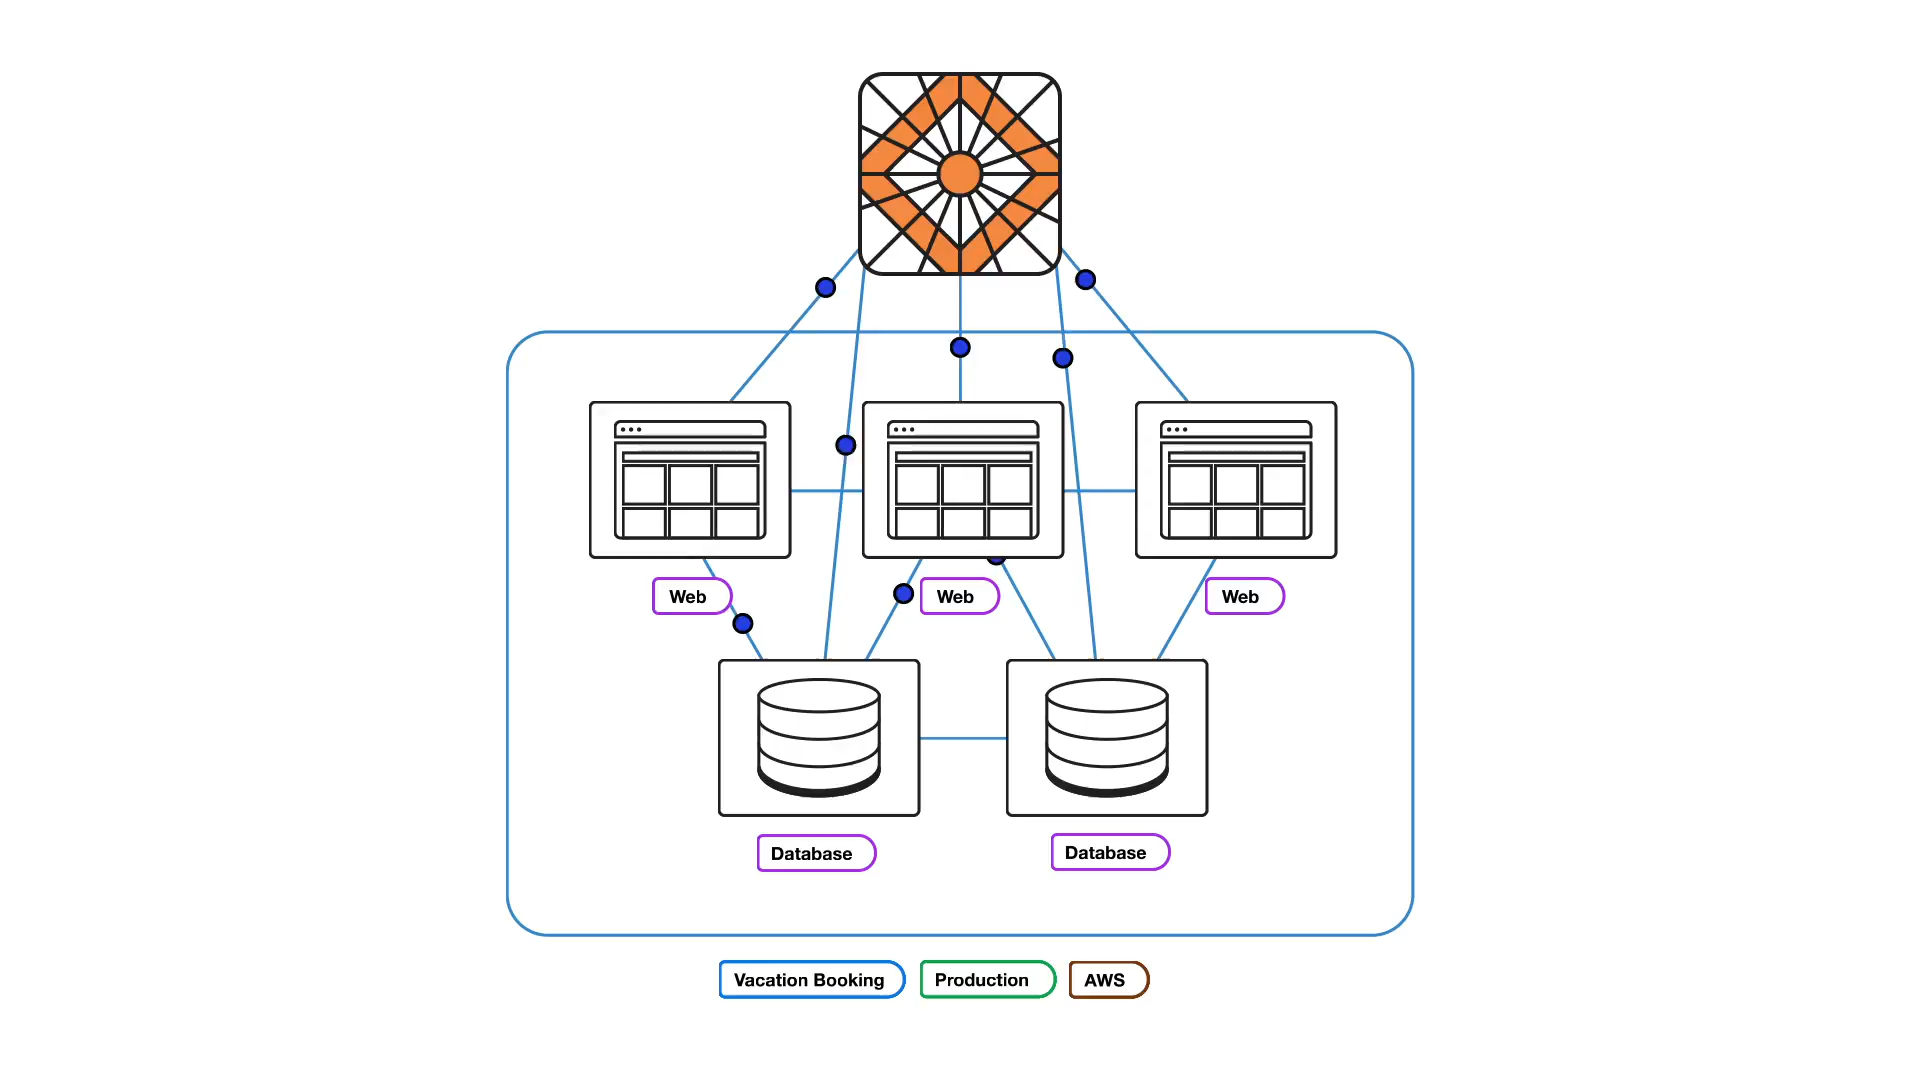 Web
Web
Web
Database
Database
Vacation Booking
Production
AWS